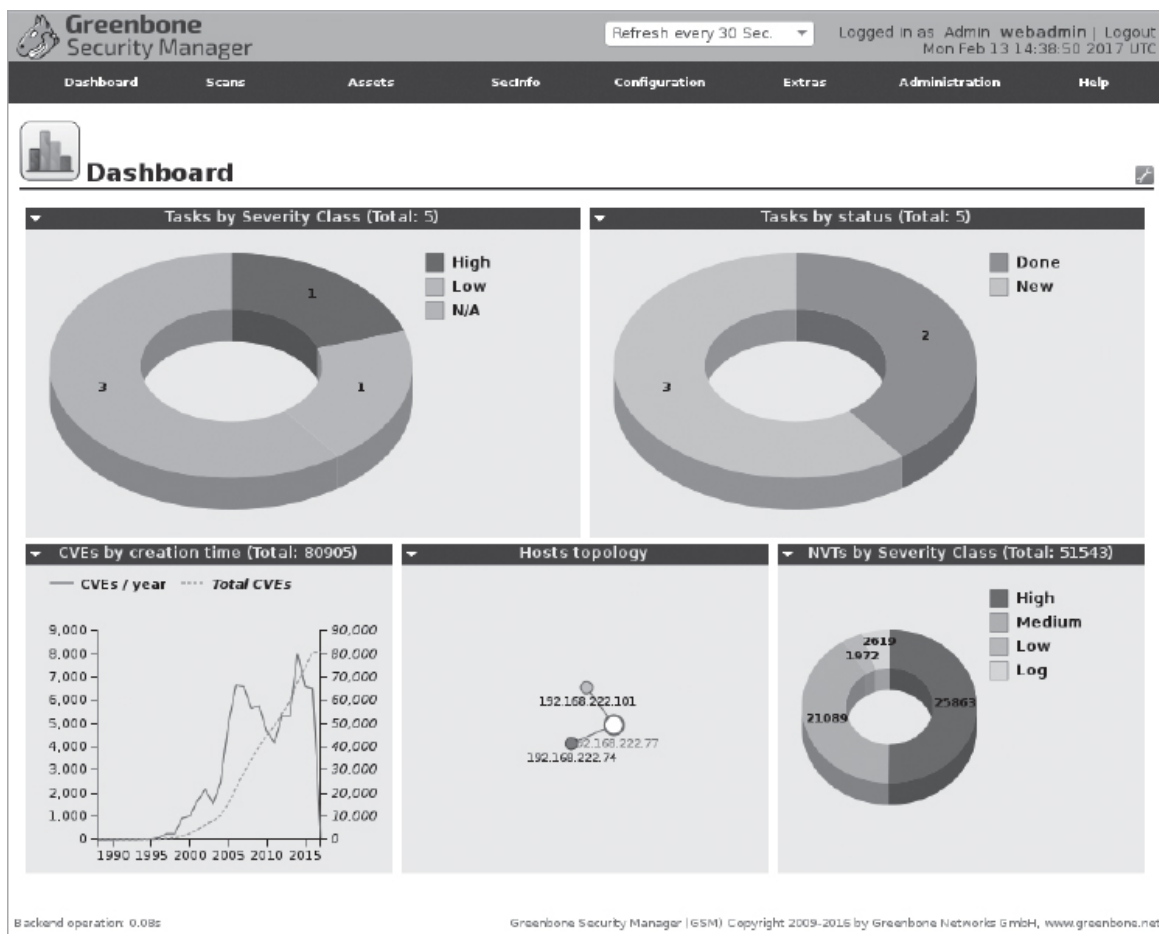 Greenbone
Security Manager
Refresh every 30 Sec.
Logged in as Admin webadmin | Logout
Mon Feb 13 14:38:50 2017 UTC
Dashboard Scans Assets SecInfo Configuration Extras Administration Help
Dashboard
Tasks by Severity Class (Total: 5)
High
Low
N/A
1
3
1
Tasks by status (Total: 5)
Done
New
2
3
CVEs by creation time (Total: 80905)
CVEs / year Total CVEs
9,000 90,000
8,000 80,000
7,000 70,000
6,000 60,000
5,000 50,000
4,000 40,000
3,000 30,000
2,000 20,000
1,000 10,000
0 0
1990 1995 2000 2005 2010 2015
Hosts topology
192.168.222.101
192.168.222.74
NVTs by Severity Class (Total: 51543)
High
Medium
Low
Log
2619
1972
25863
21089
Backend operation: 0.08s
Greenbone Security Manager (GSM) Copyright 2009-2016 by Greenbone Networks GmbH, www.greenbone.net